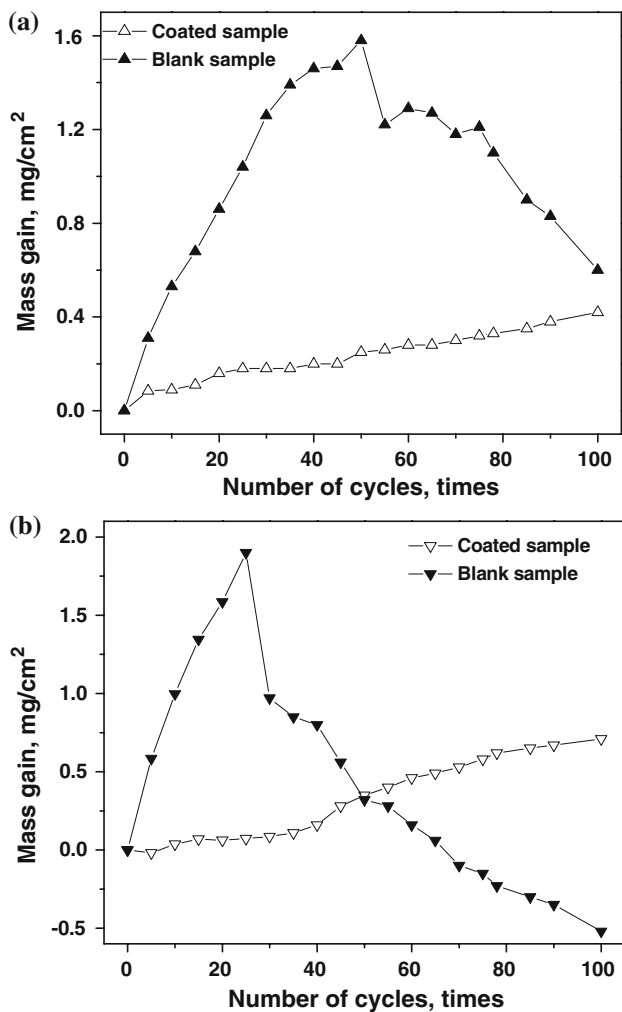 (a)
Coated sample
Blank sample
1.6
1.2
0.8
0.4
0.0
Mass gain, mg/cm²
0 20 40 60 80 100
Number of cycles, times
(b)
Coated sample
Blank sample
2.0
1.5
1.0
0.5
0.0
-0.5
Mass gain, mg/cm²
0 20 40 60 80 100
Number of cycles, times